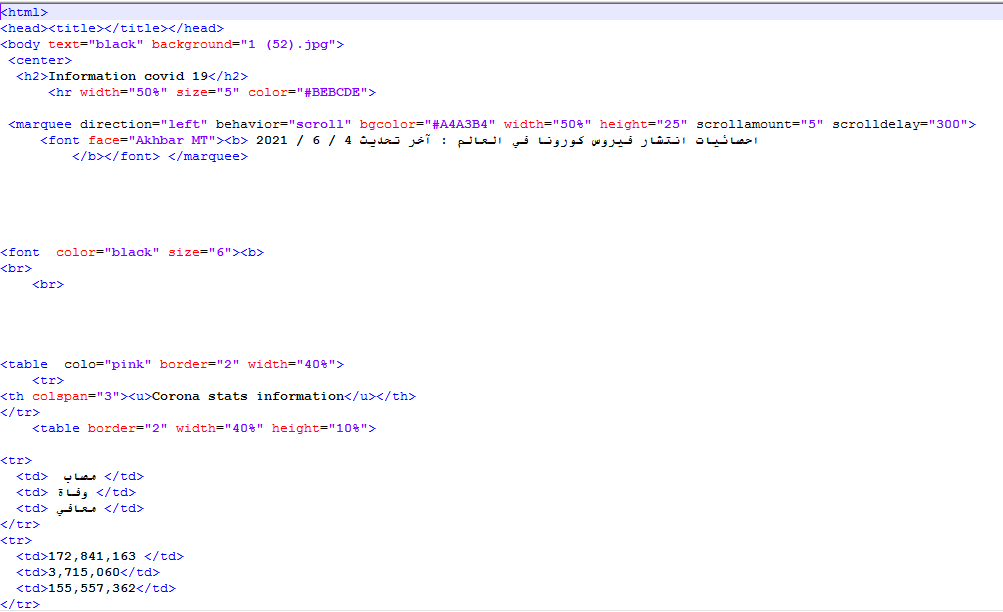 <html>
<head><title></title></head>
<body text="black" background="1 (52).jpg">
<center>
<h2>Information covid 19</h2>
<hr width="50%" size="5" color="#BEBCDE">
<marquee direction="left" behavior="scroll" bgcolor="#A4A3B4" width="50%" height="25" scrollamount="5" scrolldelay="300">
<font face="Akhbar MT"><b> احصائيات انتشار فيروس كورونا في العالم : آخر تحديث 4 / 6 / 2021
</b></font> </marquee>
<font  color="black" size="6"><b>
<br>
<br>
<table  colo="pink" border="2" width="40%">
<tr>
<th colspan="3"><u>Corona stats information</u></th>
</tr>
<table border="2" width="40%" height="10%">
<tr>
<td>  مصاب </td>
<td> وفاة </td>
<td> معافي </td>
</tr>
<tr>
<td>172,841,163 </td>
<td>3,715,060</td>
<td>155,557,362</td>
</tr>